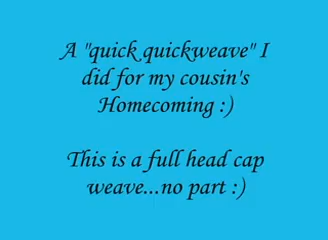 A "quick quickweave" I
did for my cousin's
Homecoming :)
This is a full head cap
weave...no part :)